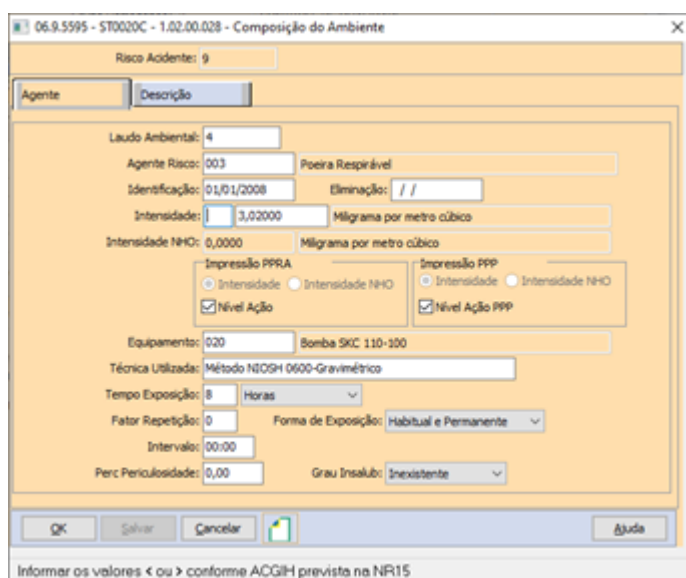 06.9.5595 - ST0020C - 1.02.00.028 - Composição do Ambiente
Risco Acidente: 9
Agente Descrição
Laudo Ambiental: 4
Agente Risco: 003 Poeira Respirável
Identificação: 01/01/2008 Eliminação: / /
Intensidade: 3,02000 Miligrama por metro cúbico
Intensidade NHO: 0,0000 Miligrama por metro cúbico
Impressão PPRA Impressão PPP
Intensidade Intensidade NHO Intensidade Intensidade NHO
Nível Ação Nível Ação PPP
Equipamento: 020 Bomba SKC 110-100
Técnica Utilizada: Método NIOSH 0600-Gravimétrico
Tempo Exposição: 8 Horas
Fator Repetição: 0 Forma de Exposição: Habitual e Permanente
Intervalo: 00:00
Perc Periculosidade: 0,00 Grau Insalub: Inexistente
OK Salvar Cancelar Ajuda
Informar os valores < ou > conforme ACGIH prevista na NR15